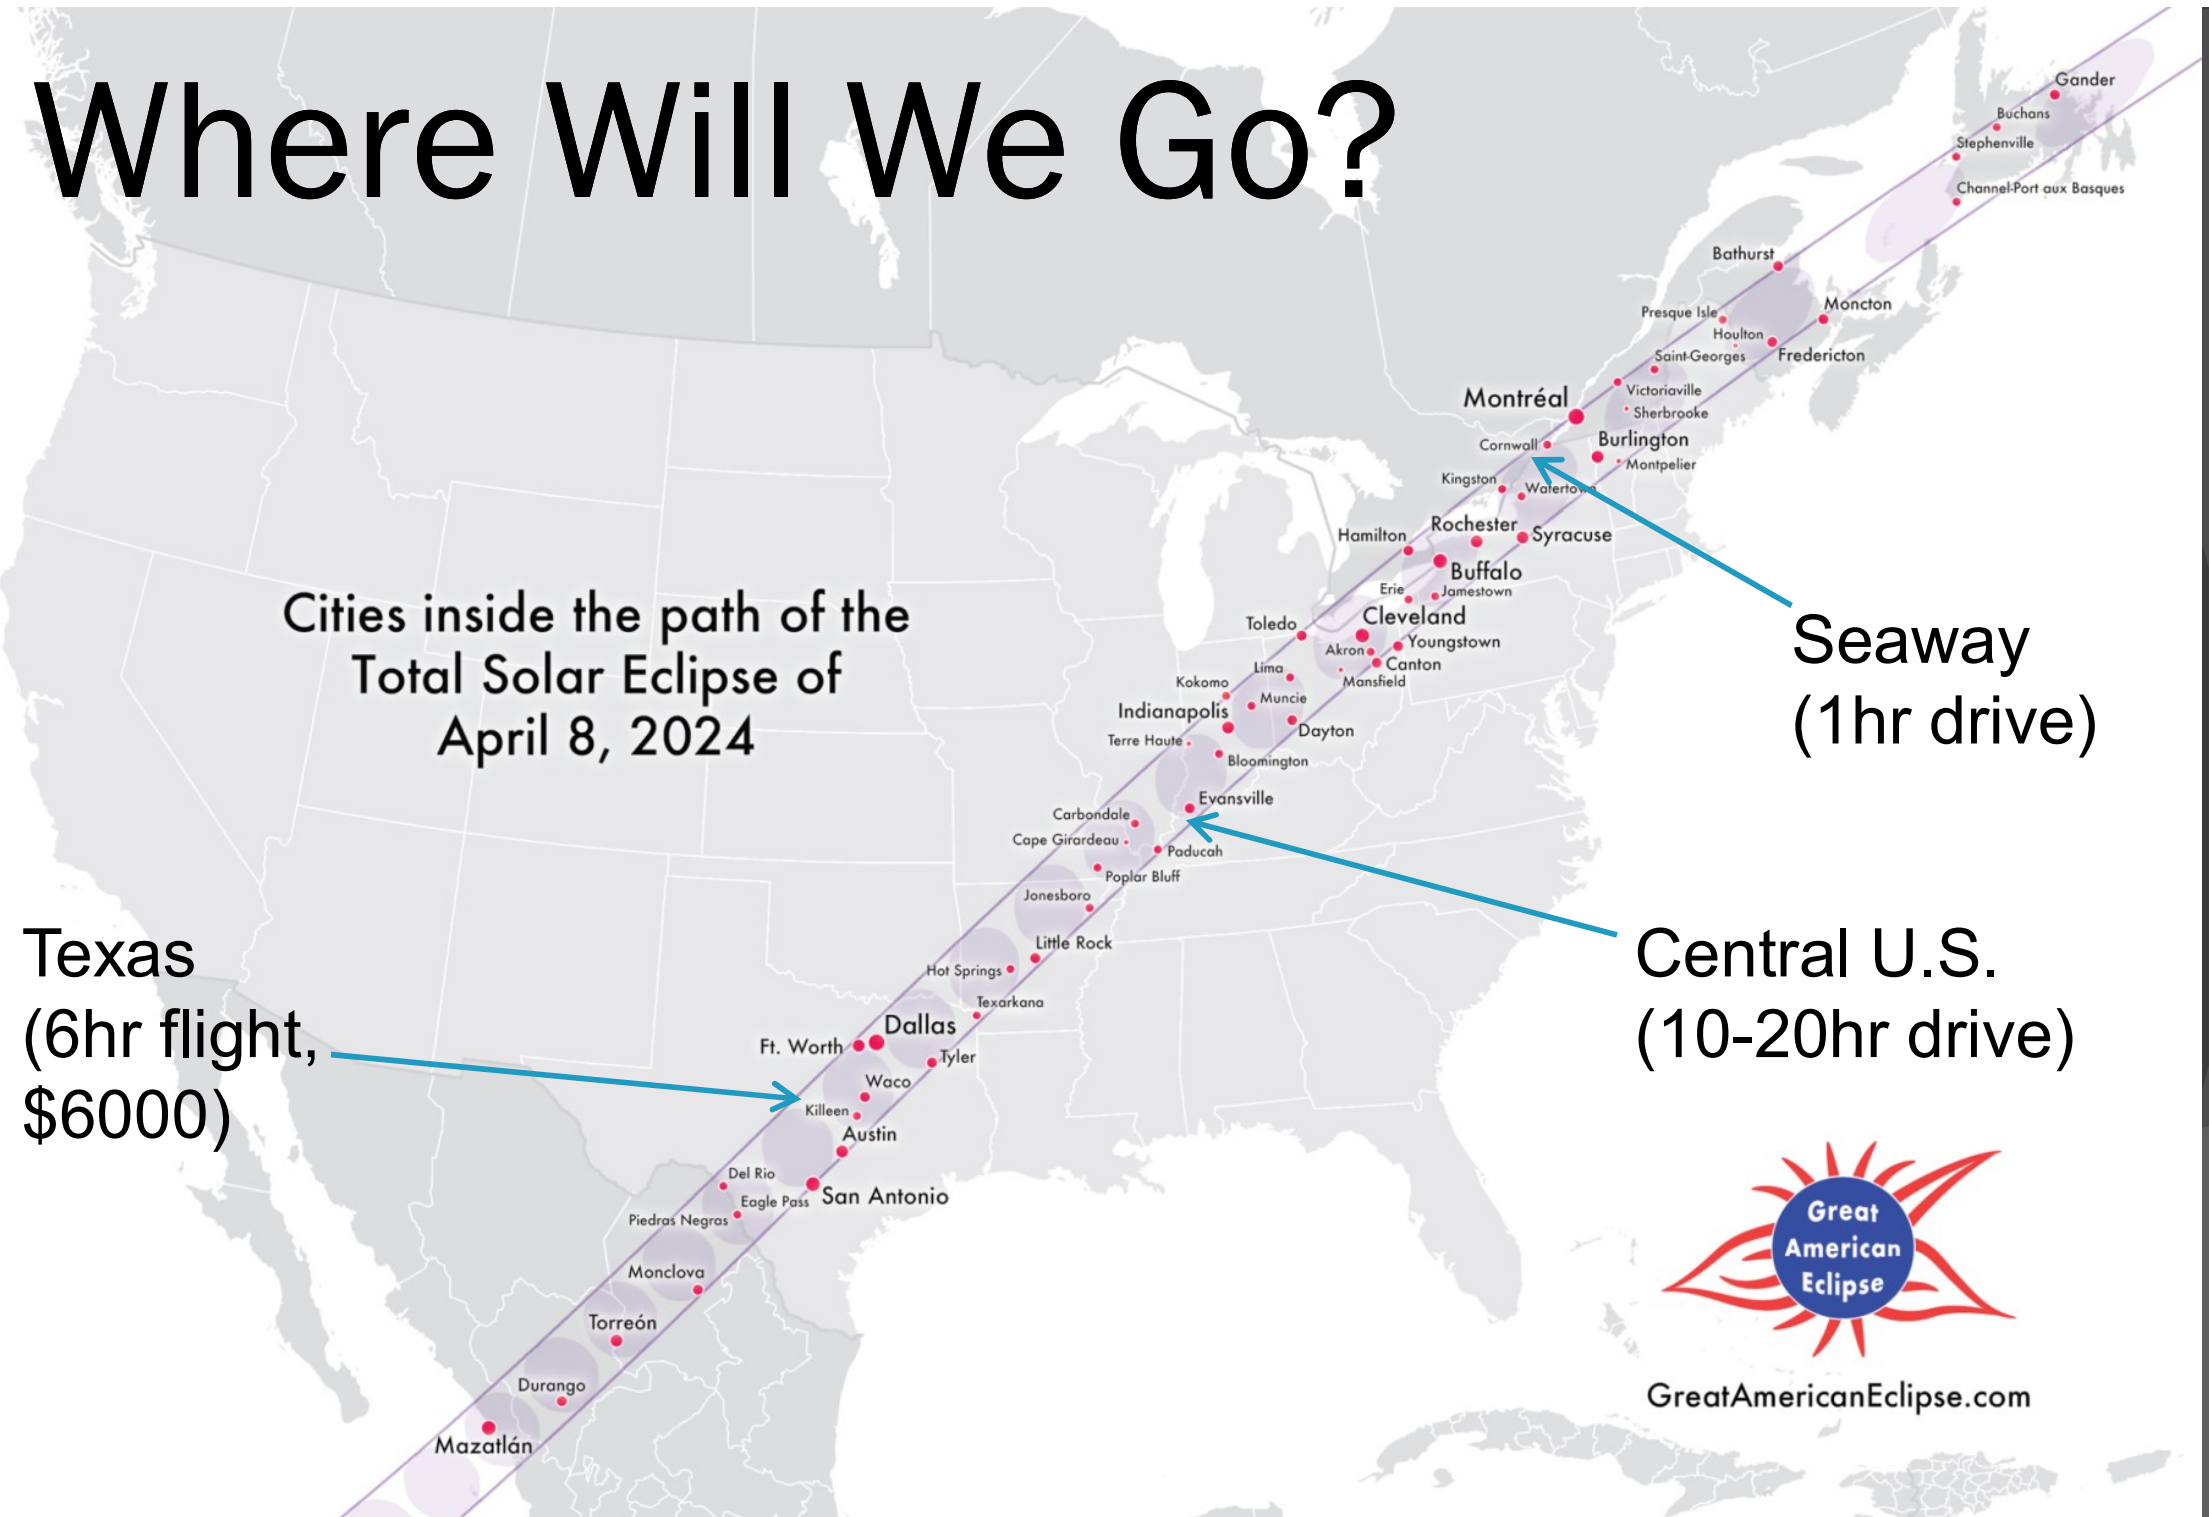 Where Will We Go?
Gander
Buchans
Stephenville
Channel-Port aux Basques
Bathurst
Moncton
Presque Isle
Houlton
Saint-Georges
Fredericton
Victoriaville
Montréal
Sherbrooke
Cornwall
Burlington
Montpelier
Kingston
Watertown
Rochester
Hamilton
Syracuse
Buffalo
Erie
Jamestown
Cleveland
Toledo
Youngstown
Akron
Canton
Lima
Mansfield
Kokomo
Muncie
Indianapolis
Dayton
Terre Haute
Bloomington
Evansville
Carbondale
Cape Girardeau
Paducah
Poplar Bluff
Jonesboro
Little Rock
Hot Springs
Texarkana
Dallas
Ft. Worth
Tyler
Waco
Killeen
Austin
Del Rio
Eagle Pass
San Antonio
Piedras Negras
Monclova
Torreón
Durango
Mazatlán
Cities inside the path of the
Total Solar Eclipse of
April 8, 2024
Seaway
(1hr drive)
Central U.S.
(10-20hr drive)
Texas
(6hr flight,
$6000)
Great
American
Eclipse
GreatAmericanEclipse.com